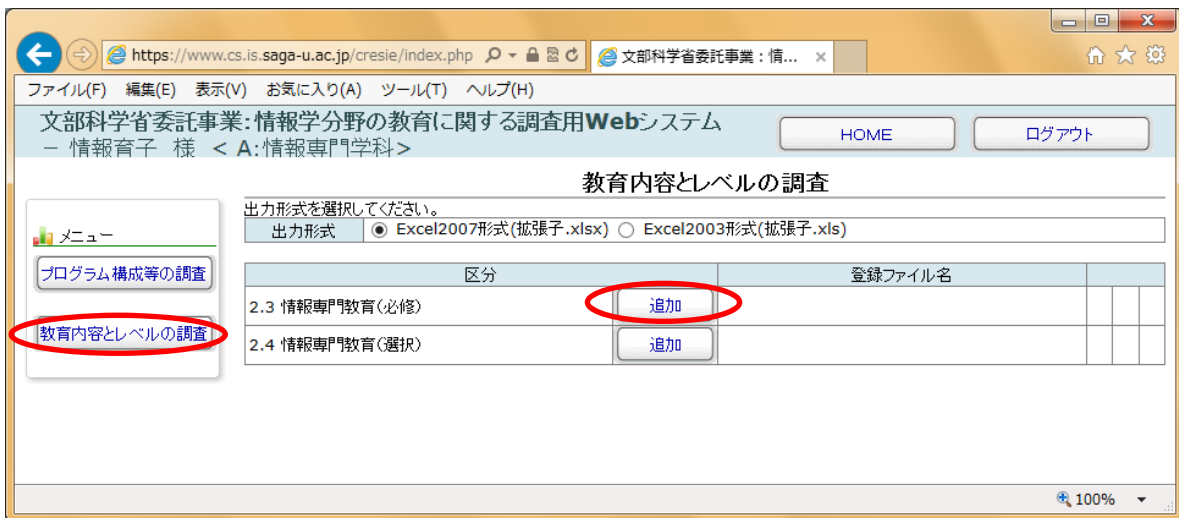 https://www.cs.is.saga-u.ac.jp/cresie/index.php
文部科学省委託事業：情...
ファイル(F) 編集(E) 表示(V) お気に入り(A) ツール(T) ヘルプ(H)
文部科学省委託事業:情報学分野の教育に関する調査用Webシステム
－ 情報育子 様 < A:情報専門学科>
HOME
ログアウト
教育内容とレベルの調査
メニュー
プログラム構成等の調査
教育内容とレベルの調査
出力形式を選択してください。
出力形式 Excel2007形式(拡張子.xlsx) Excel2003形式(拡張子.xls)
区分 登録ファイル名
2.3 情報専門教育(必修) 追加
2.4 情報専門教育(選択) 追加
100%